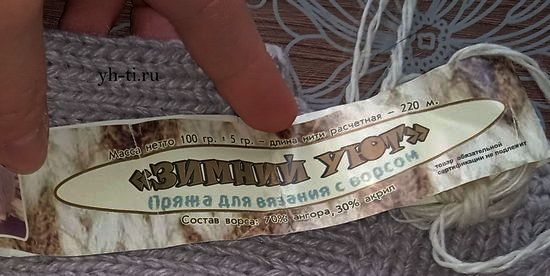 yh-ti.ru
Масса нетто 100 гр. ± 5 гр. – длина нити расчетная – 220 м.
«ЗИМНИЙ УЮТ»
Пряжа для вязания с ворсом
Состав ворса: 70% ангора, 30% акрил
товар обязательной
сертификации не подлежит